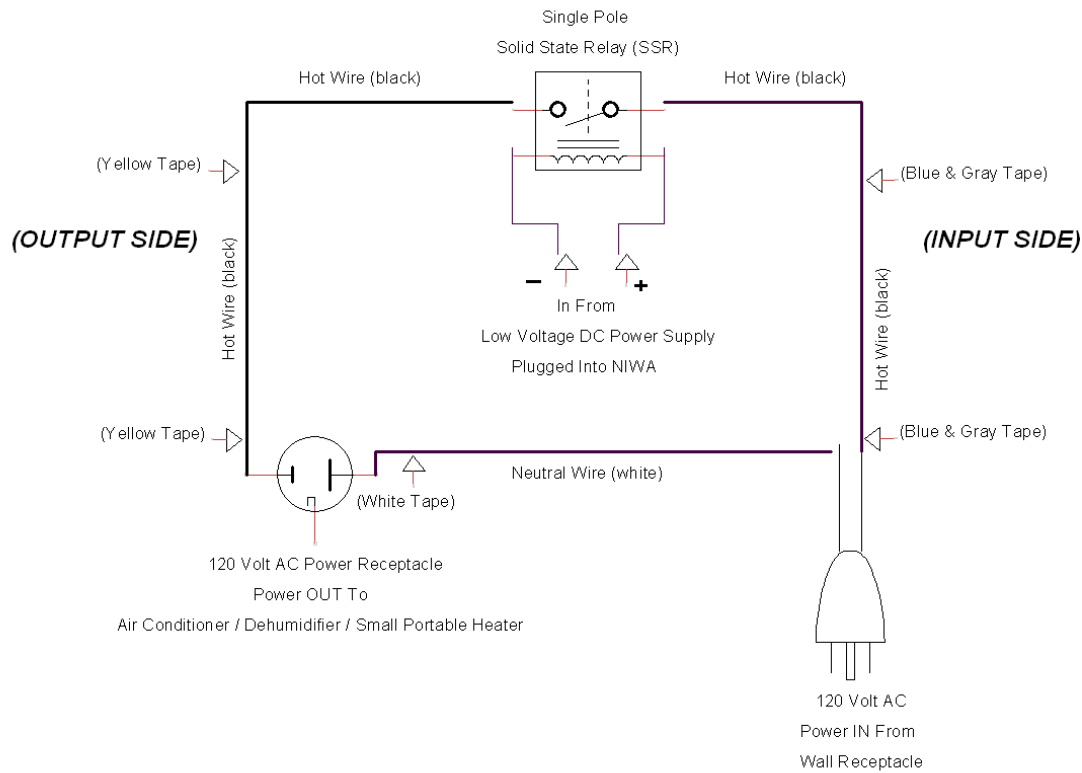 Single Pole
Solid State Relay (SSR)
Hot Wire (black)
Hot Wire (black)
(Yellow Tape)
(Blue & Gray Tape)
(OUTPUT SIDE)
(INPUT SIDE)
Hot Wire (black)
Hot Wire (black)
– +
In From
Low Voltage DC Power Supply
Plugged Into NIWA
(Yellow Tape)
(Blue & Gray Tape)
Neutral Wire (white)
(White Tape)
120 Volt AC Power Receptacle
Power OUT To
Air Conditioner / Dehumidifier / Small Portable Heater
120 Volt AC
Power IN From
Wall Receptacle